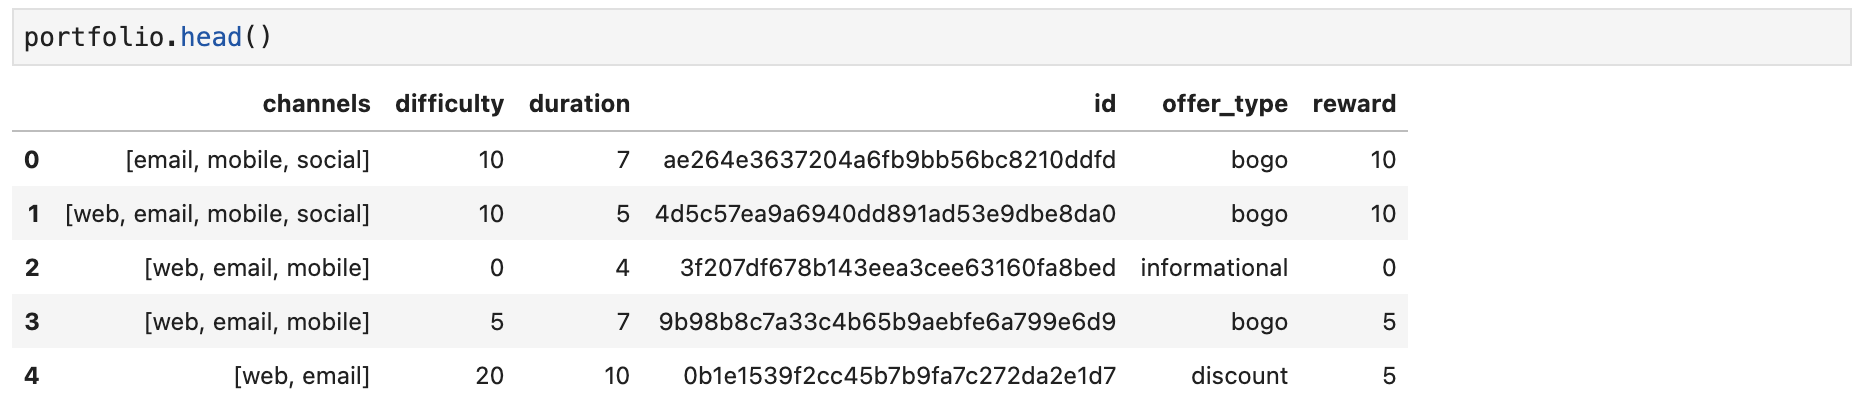 portfolio.head()
channels difficulty duration id offer_type reward
0 [email, mobile, social] 10 7 ae264e3637204a6fb9bb56bc8210ddfd bogo 10
1 [web, email, mobile, social] 10 5 4d5c57ea9a6940dd891ad53e9dbe8da0 bogo 10
2 [web, email, mobile] 0 4 3f207df678b143eea3cee63160fa8bed informational 0
3 [web, email, mobile] 5 7 9b98b8c7a33c4b65b9aebfe6a799e6d9 bogo 5
4 [web, email] 20 10 0b1e1539f2cc45b7b9fa7c272da2e1d7 discount 5